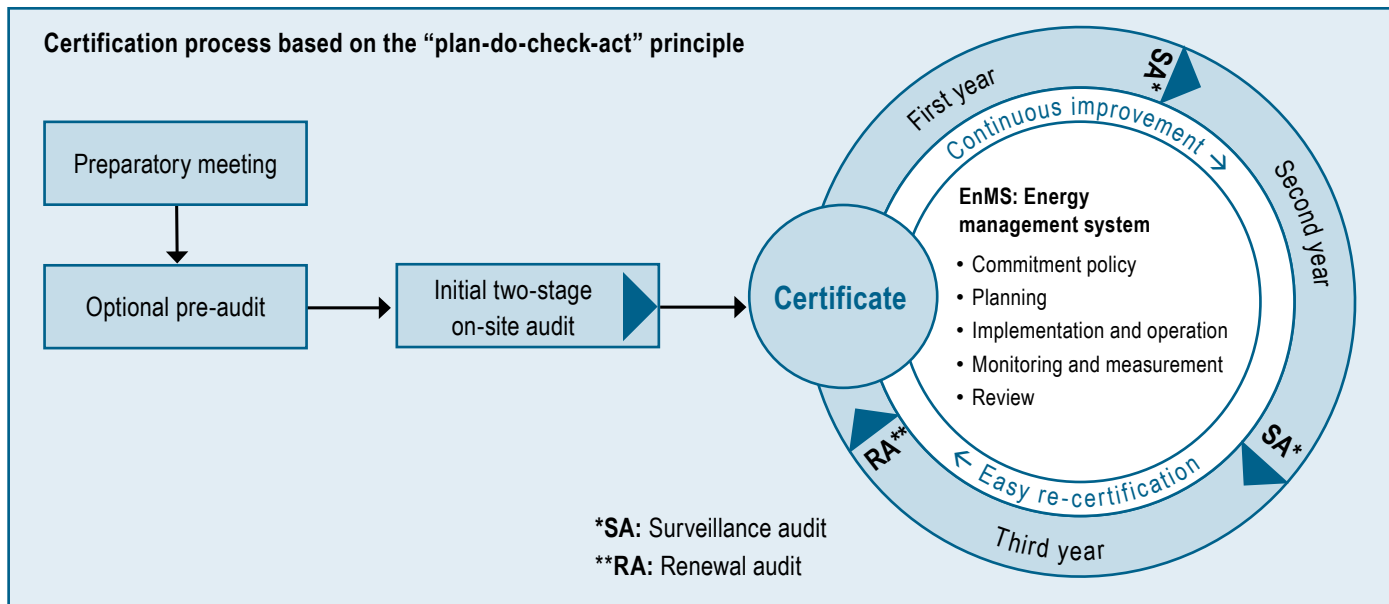 Certification process based on the “plan-do-check-act” principle
Preparatory meeting
Optional pre-audit
Initial two-stage
on-site audit
Certificate
First year
SA*
Second year
SA*
Third year
RA**
Continuous improvement →
← Easy re-certification
EnMS: Energy
management system
• Commitment policy
• Planning
• Implementation and operation
• Monitoring and measurement
• Review
*SA: Surveillance audit
**RA: Renewal audit